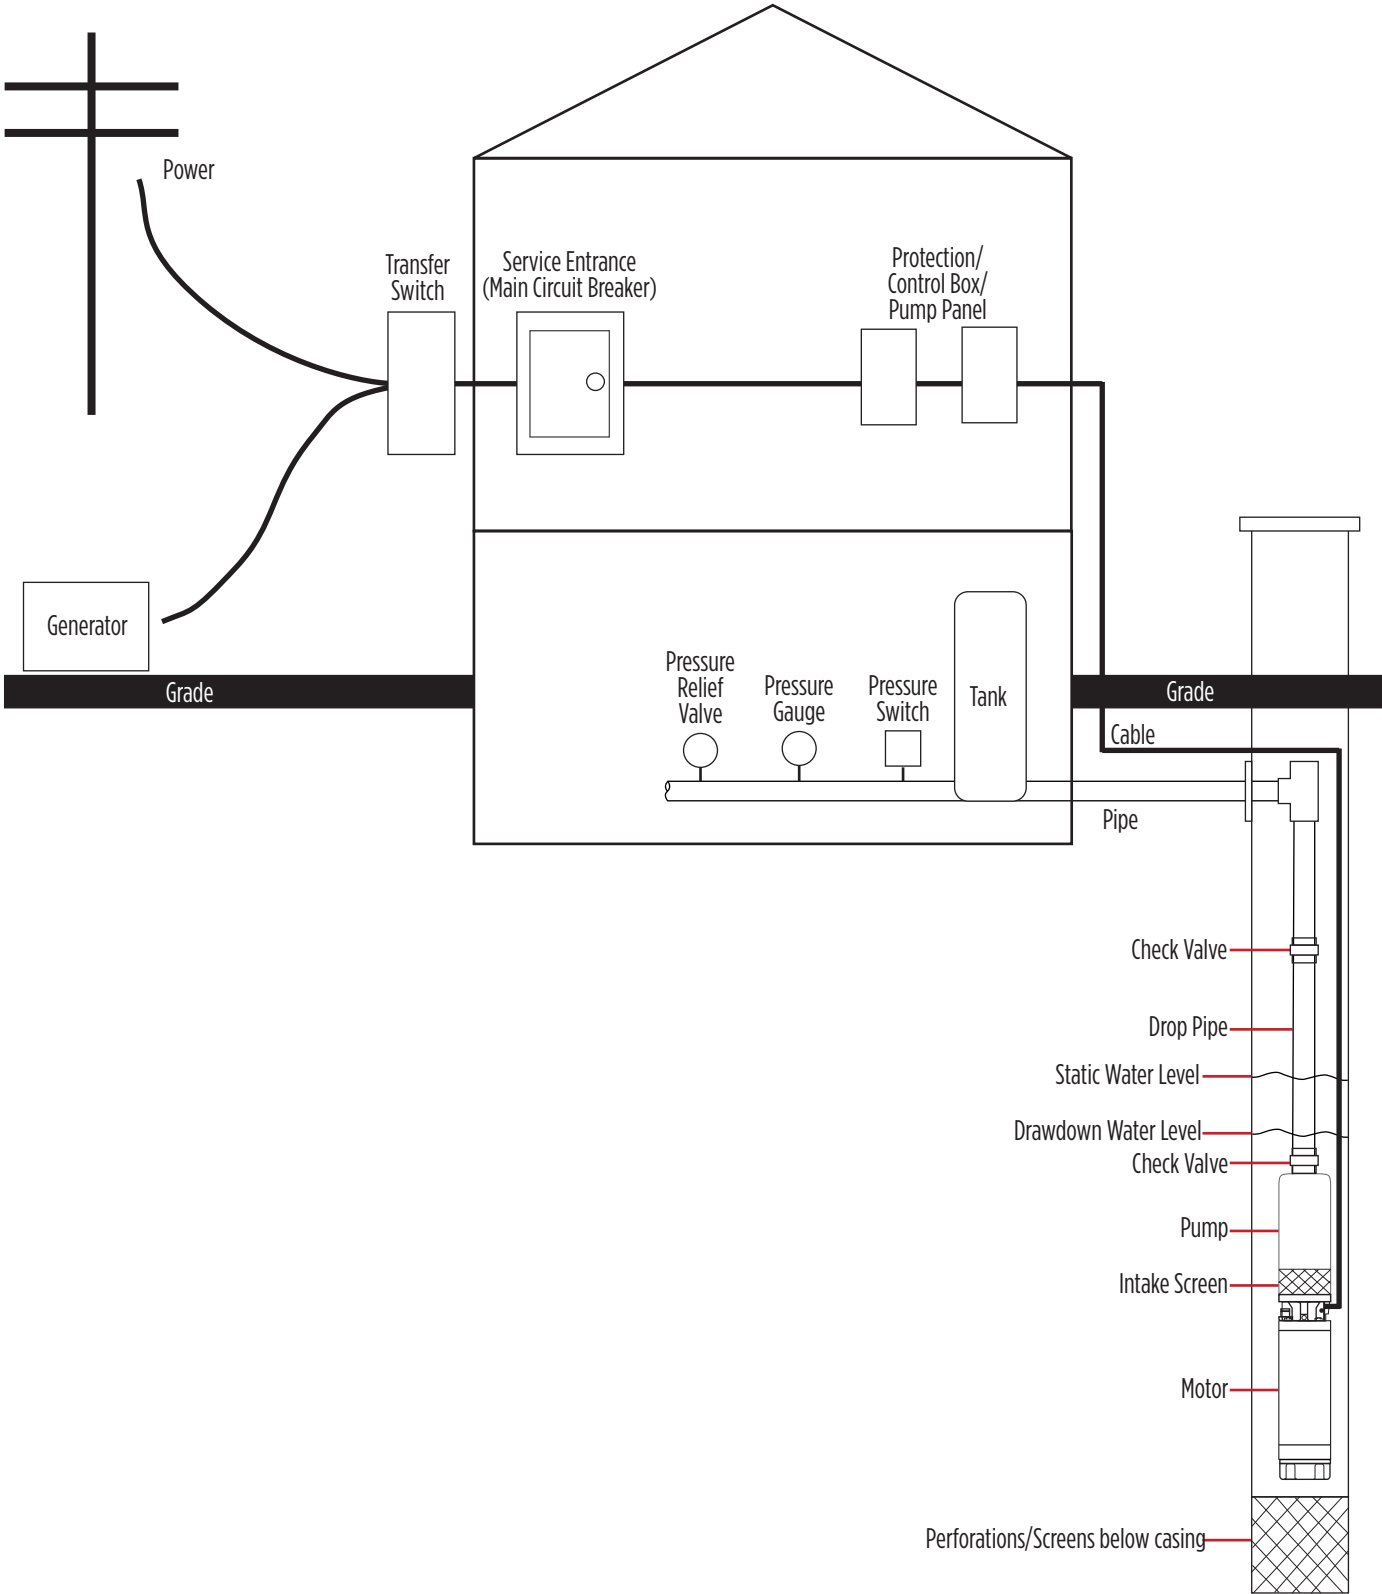 Power
Transfer
Switch
Service Entrance
(Main Circuit Breaker)
Protection/
Control Box/
Pump Panel
Generator
Grade
Pressure
Relief
Valve
Pressure
Gauge
Pressure
Switch
Tank
Grade
Cable
Pipe
Check Valve
Drop Pipe
Static Water Level
Drawdown Water Level
Check Valve
Pump
Intake Screen
Motor
Perforations/Screens below casing